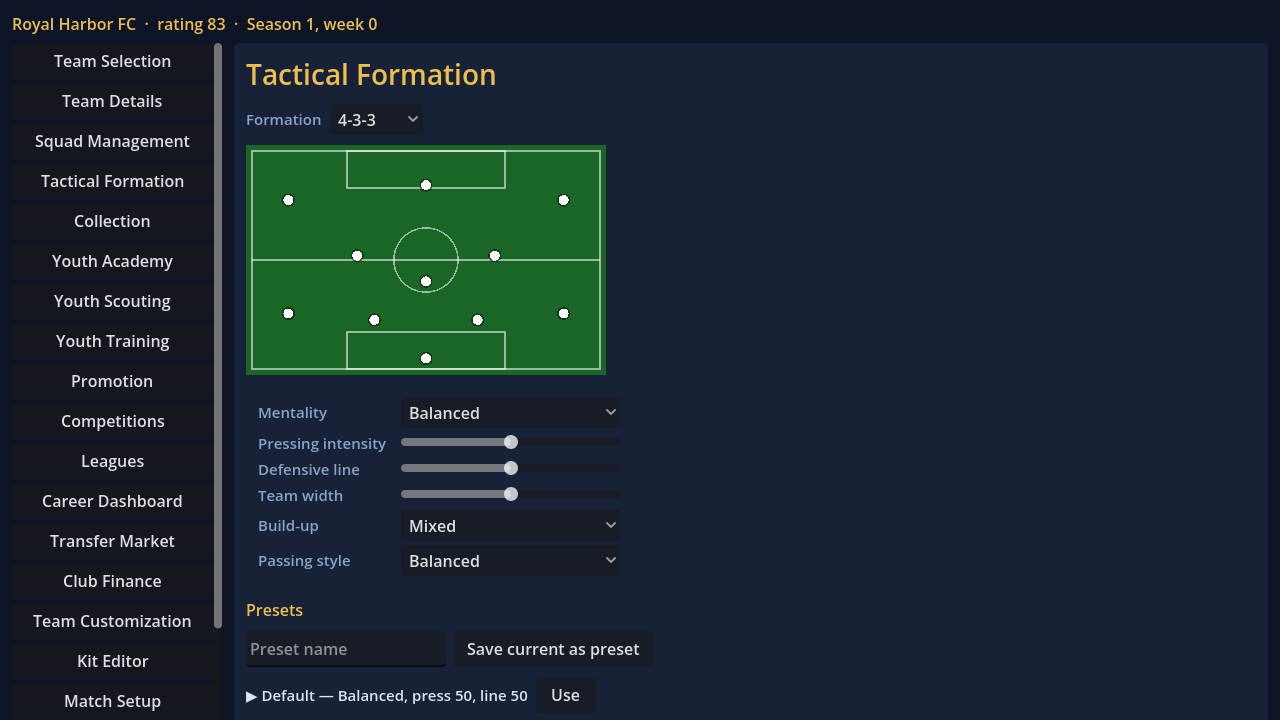 Royal Harbor FC · rating 83 · Season 1, week 0
Team Selection
Team Details
Squad Management
Tactical Formation
Collection
Youth Academy
Youth Scouting
Youth Training
Promotion
Competitions
Leagues
Career Dashboard
Transfer Market
Club Finance
Team Customization
Kit Editor
Match Setup
Tactical Formation
Formation 4-3-3
Mentality Balanced
Pressing intensity
Defensive line
Team width
Build-up Mixed
Passing style Balanced
Presets
Preset name Save current as preset
▶ Default — Balanced, press 50, line 50 Use